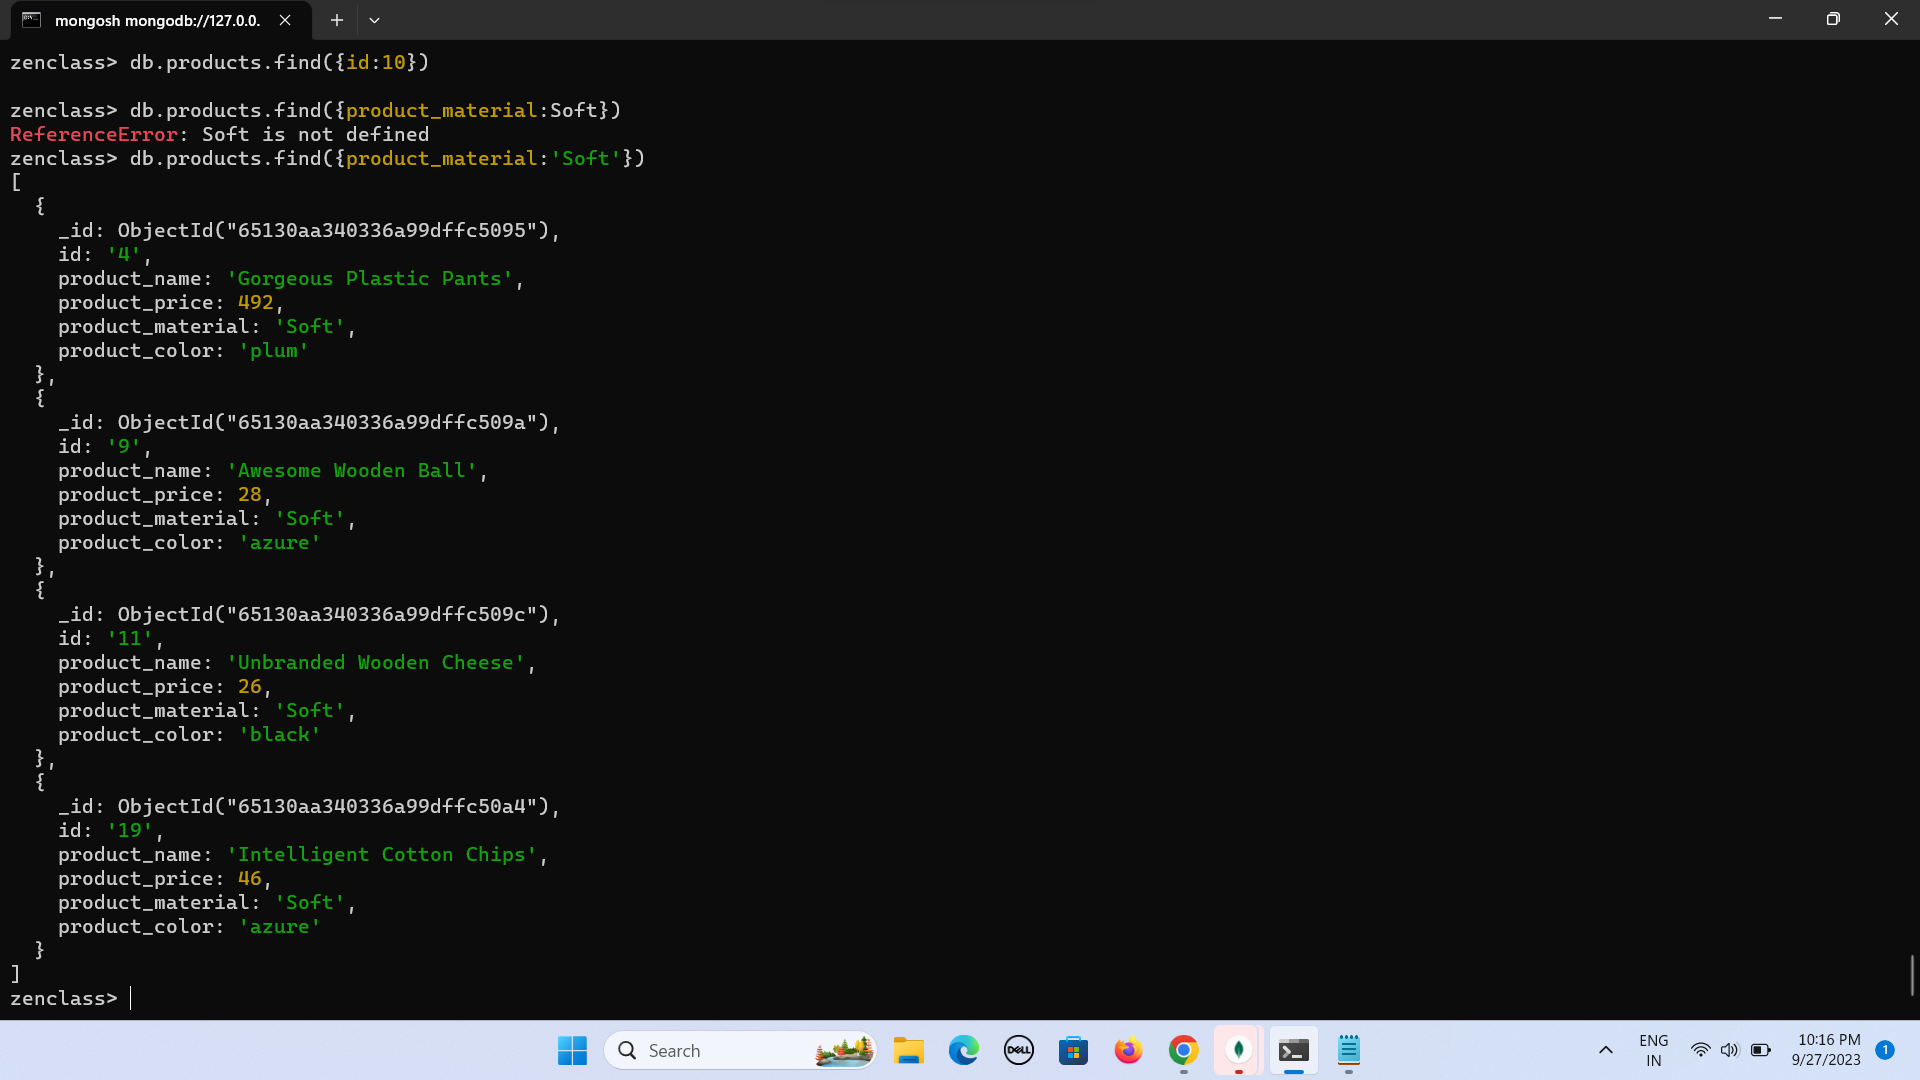 mongosh mongodb://127.0.0.
zenclass> db.products.find({id:10})
zenclass> db.products.find({product_material:Soft})
ReferenceError: Soft is not defined
zenclass> db.products.find({product_material:'Soft'})
[
  {
    _id: ObjectId("65130aa340336a99dffc5095"),
    id: '4',
    product_name: 'Gorgeous Plastic Pants',
    product_price: 492,
    product_material: 'Soft',
    product_color: 'plum'
  },
  {
    _id: ObjectId("65130aa340336a99dffc509a"),
    id: '9',
    product_name: 'Awesome Wooden Ball',
    product_price: 28,
    product_material: 'Soft',
    product_color: 'azure'
  },
  {
    _id: ObjectId("65130aa340336a99dffc509c"),
    id: '11',
    product_name: 'Unbranded Wooden Cheese',
    product_price: 26,
    product_material: 'Soft',
    product_color: 'black'
  },
  {
    _id: ObjectId("65130aa340336a99dffc50a4"),
    id: '19',
    product_name: 'Intelligent Cotton Chips',
    product_price: 46,
    product_material: 'Soft',
    product_color: 'azure'
  }
]
zenclass>
Search
DELL
ENG
IN
10:16 PM
9/27/2023
1